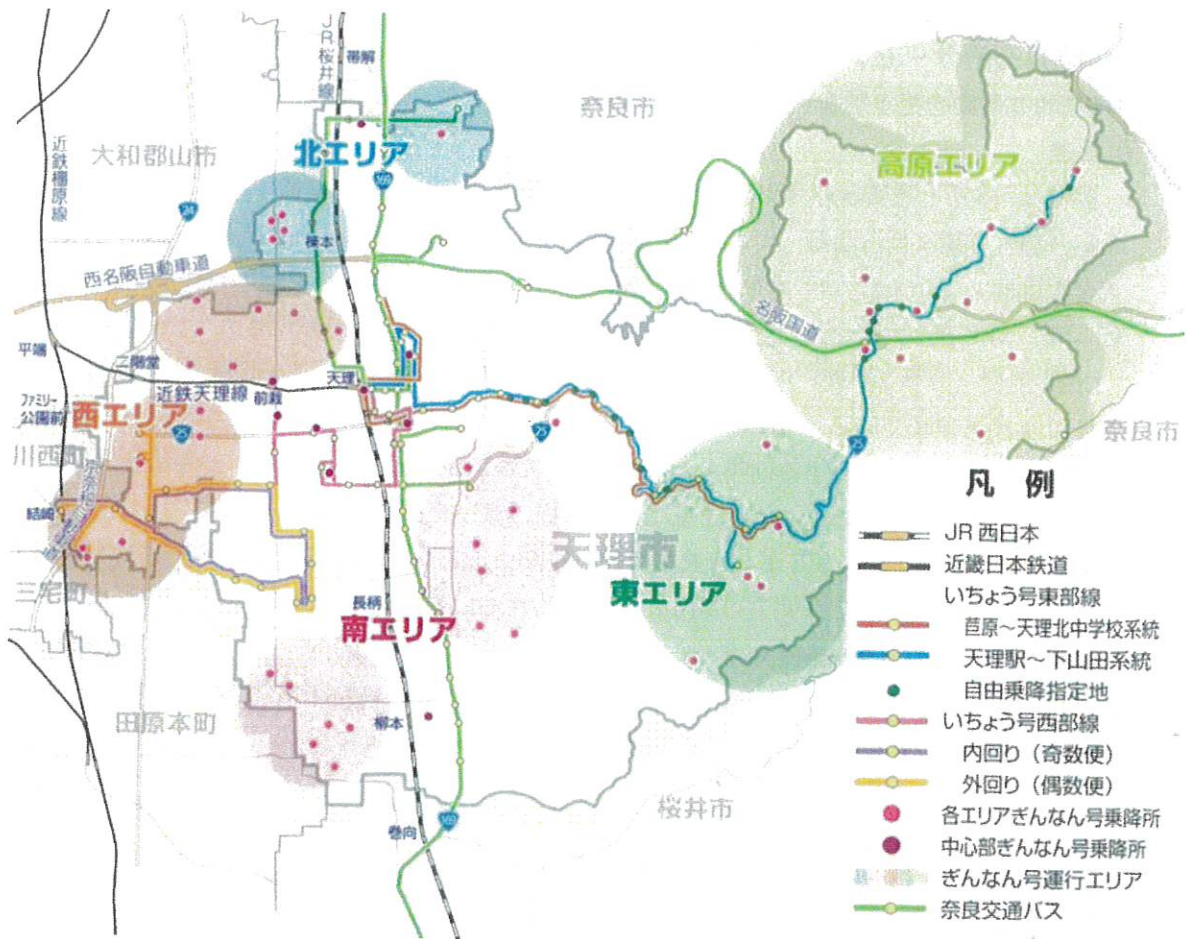 JR桜井線
帯解
奈良市
大和郡山市
近鉄橿原線
北エリア
高原エリア
169
24
櫟本
西名阪自動車道
名阪国道
平端
二階堂
天理
近鉄天理線
前栽
ファミリー
公園前
西エリア
25
25
25
奈良市
川西町
結崎
天理市
三宅町
長柄
南エリア
東エリア
田原本町
柳本
桜井市
巻向
169
凡 例
JR西日本
近畿日本鉄道
いちょう号東部線
苣原~天理北中学校系統
天理駅~下山田系統
自由乗降指定地
いちょう号西部線
内回り(奇数便)
外回り(偶数便)
各エリアぎんなん号乗降所
中心部ぎんなん号乗降所
ぎんなん号運行エリア
奈良交通バス